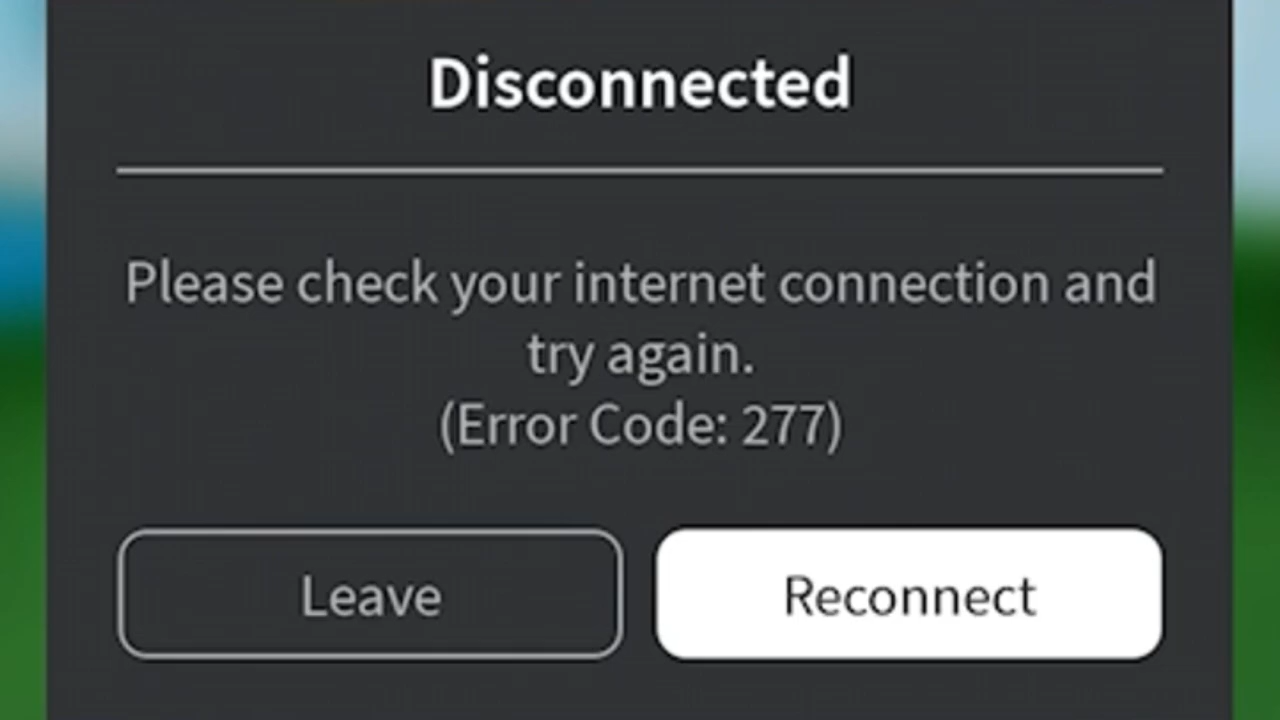 Disconnected
Please check your internet connection and
try again.
(Error Code: 277)
Leave
Reconnect